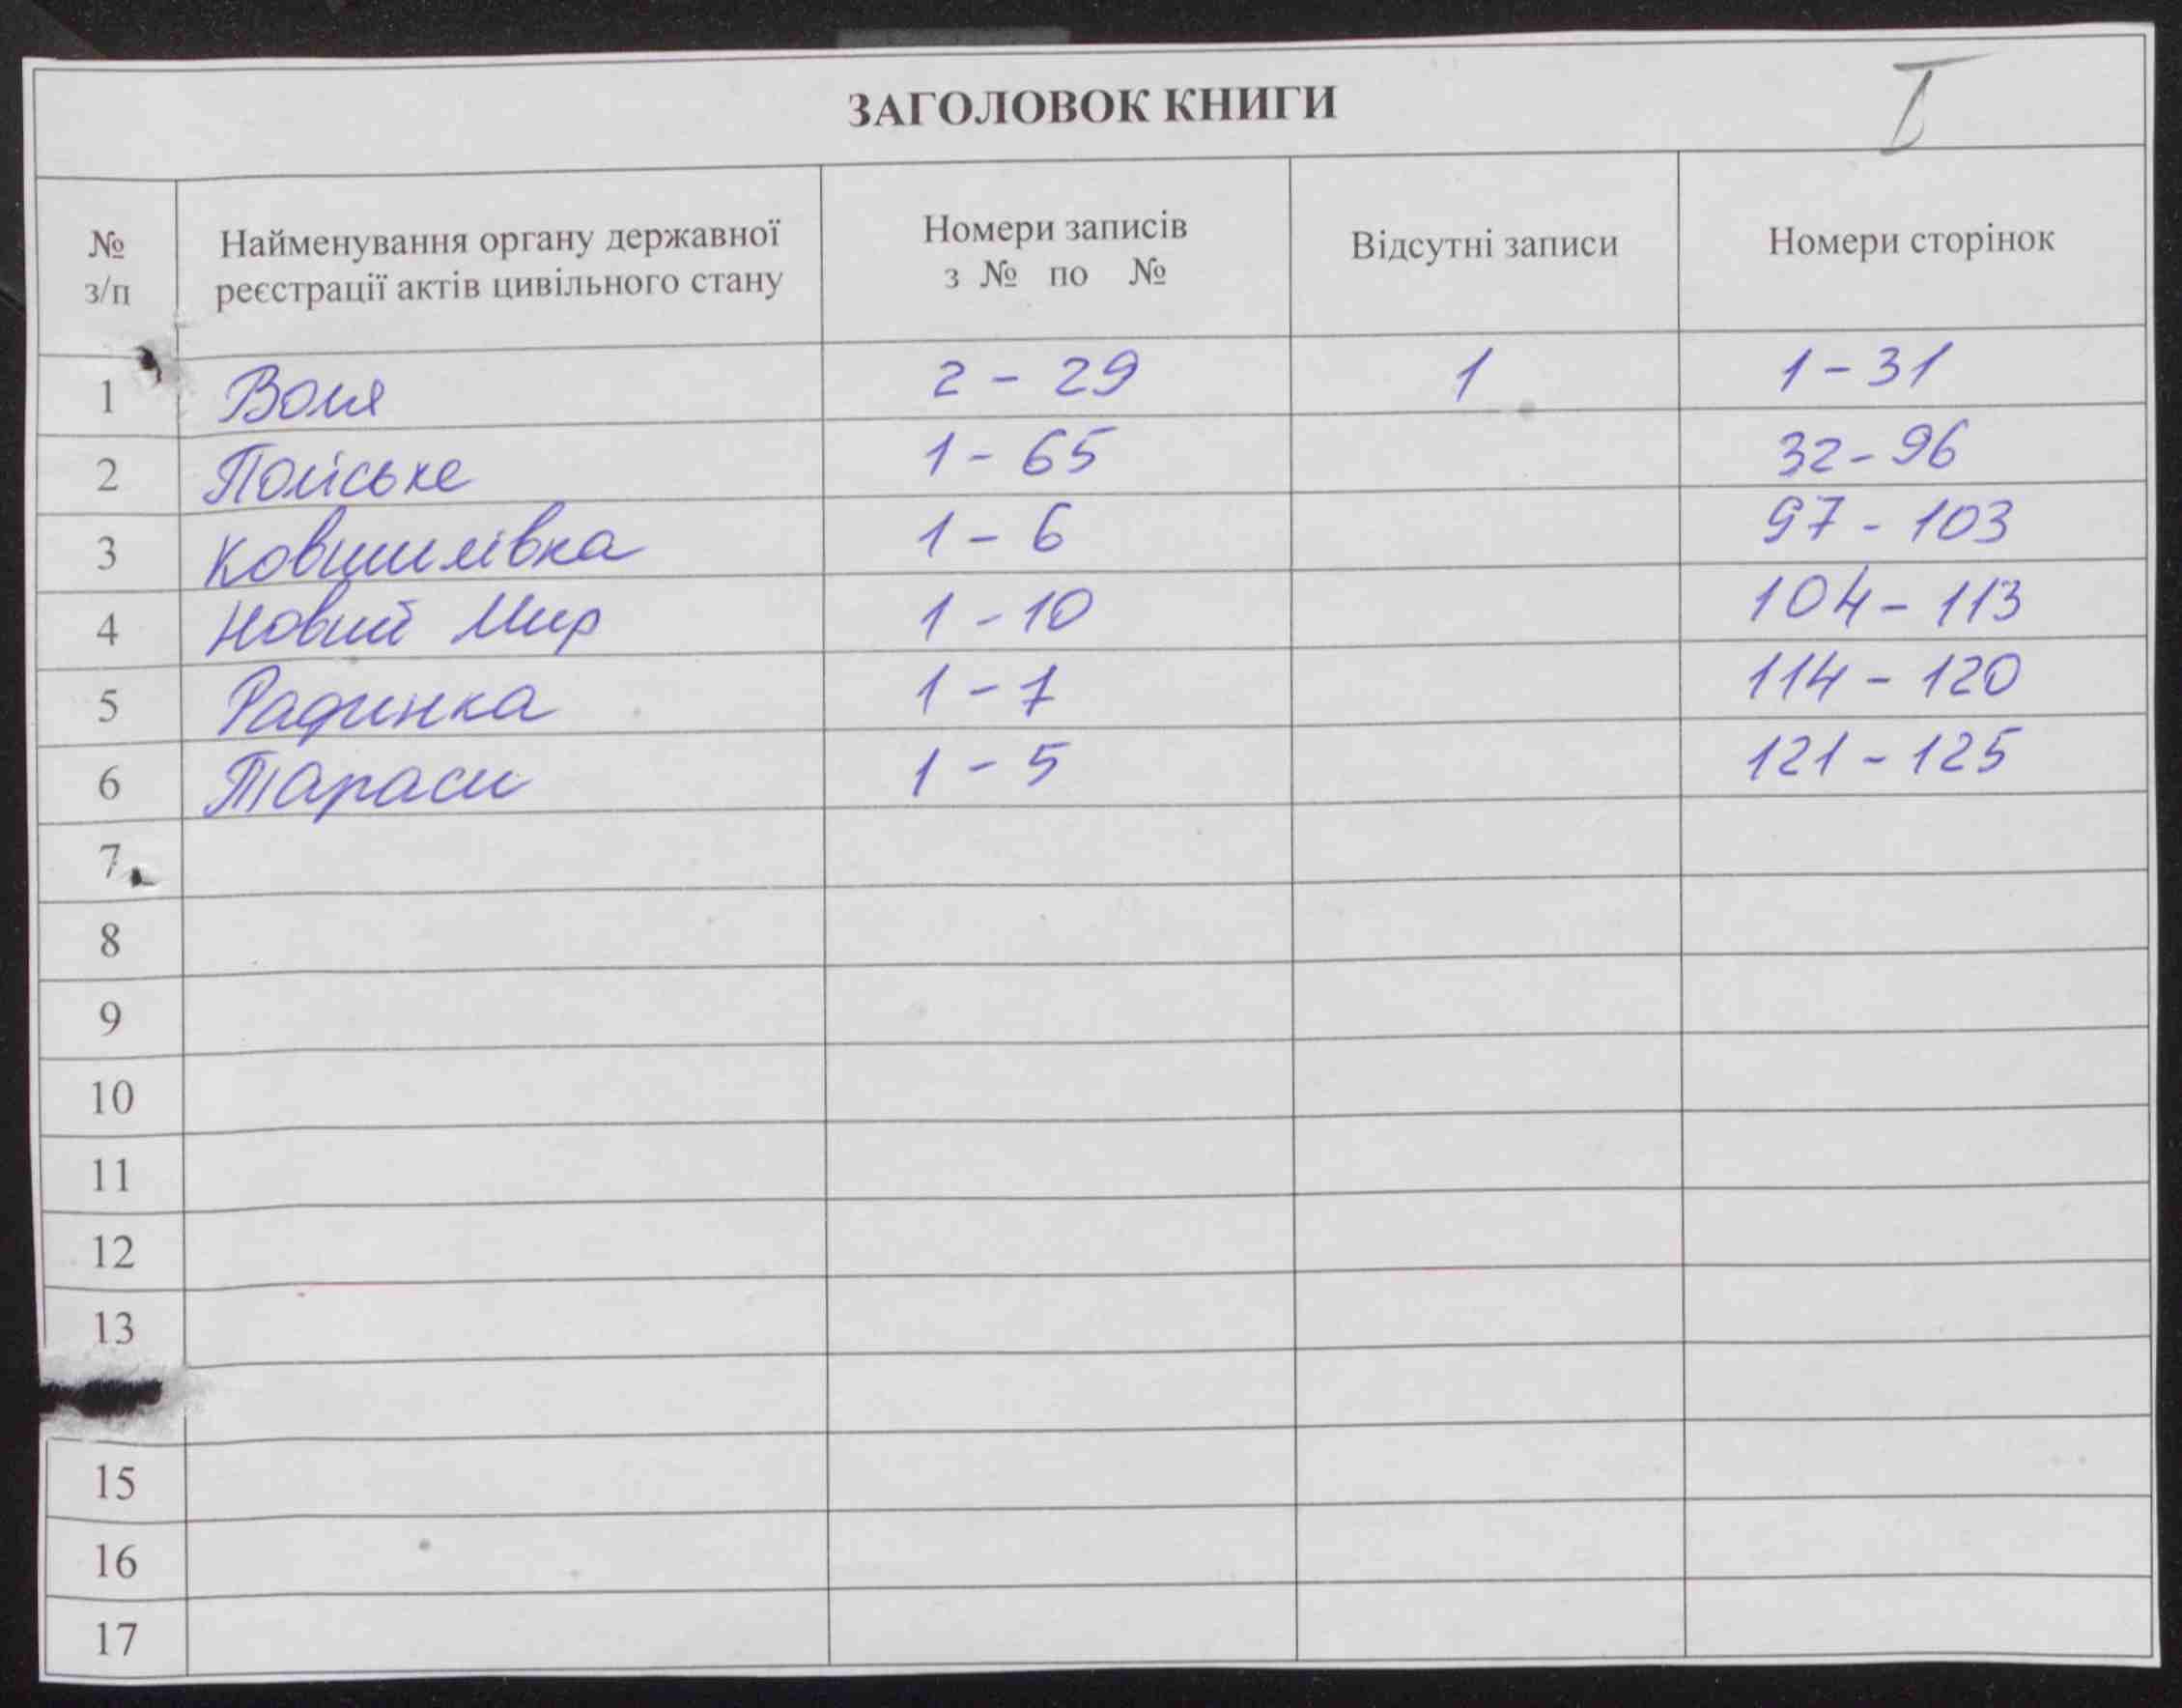 ЗАГОЛОВОК КНИГИ
I
№ з/п
Найменування органу державної
реєстрації актів цивільного стану
Номери записів
з № по №
Відсутні записи
Номери сторінок
1 Воля 2 - 29 1 1 - 31
2 Поліське 1 - 65 32 - 96
3 Ковшилівка 1 - 6 97 - 103
4 Новий Мир 1 - 10 104 - 113
5 Радинка 1 - 7 114 - 120
6 Тараси 1 - 5 121 - 125
7
8
9
10
11
12
13
15
16
17